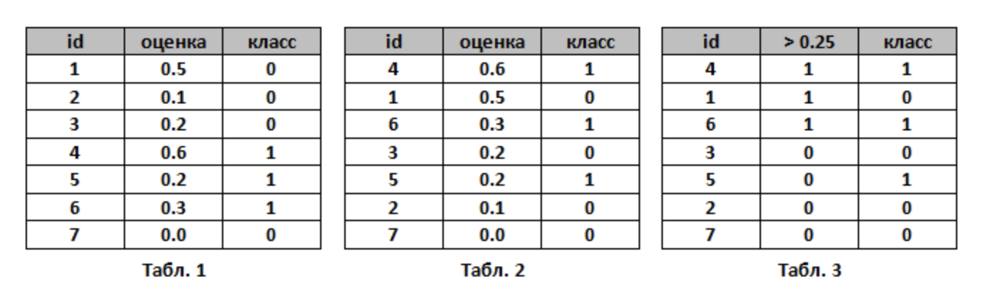 id оценка класс id оценка класс id > 0.25 класс
1 0.5 0 4 0.6 1 4 1 1
2 0.1 0 1 0.5 0 1 1 0
3 0.2 0 6 0.3 1 6 1 1
4 0.6 1 3 0.2 0 3 0 0
5 0.2 1 5 0.2 1 5 0 1
6 0.3 1 2 0.1 0 2 0 0
7 0.0 0 7 0.0 0 7 0 0
Табл. 1 Табл. 2 Табл. 3